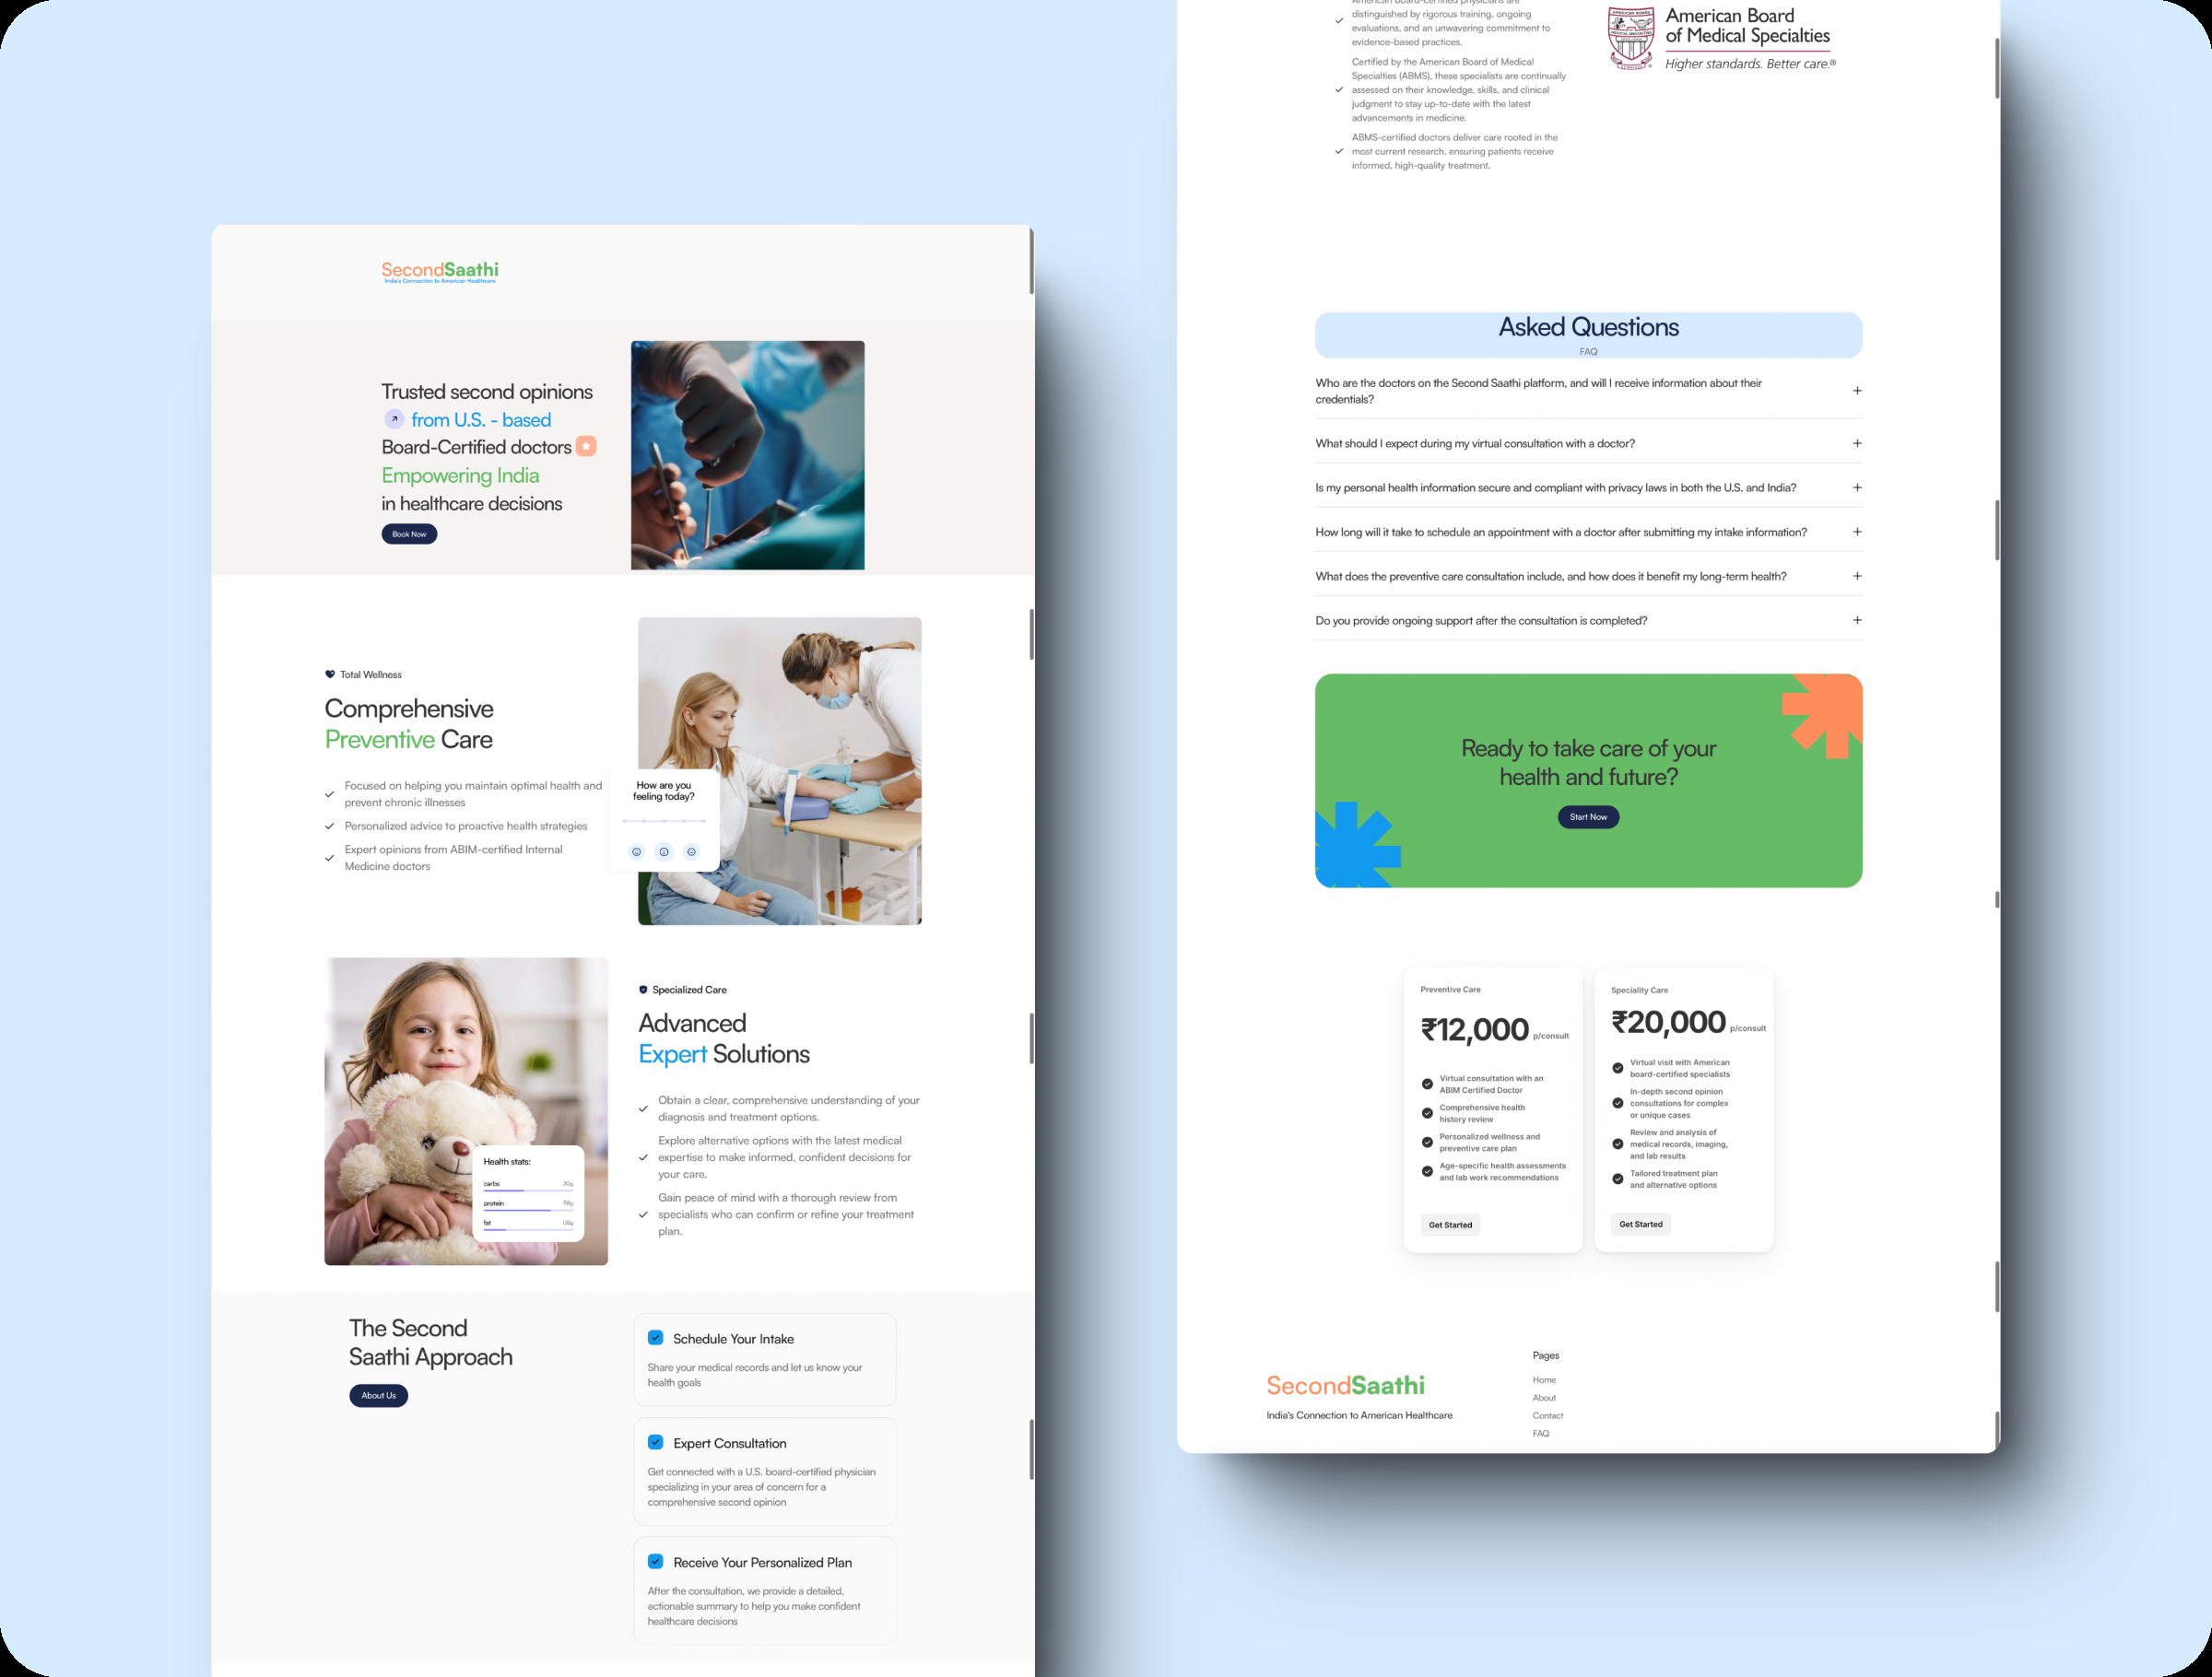 SecondSaathi
India's Connection to American Healthcare
Trusted second opinions
from U.S. - based
Board-Certified doctors
Empowering India
in healthcare decisions
Book Now
Total Wellness
Comprehensive
Preventive Care
Focused on helping you maintain optimal health and
prevent chronic illnesses
Personalized advice to proactive health strategies
Expert opinions from ABIM-certified Internal
Medicine doctors
How are you
feeling today?
Health stats:
carbs
30g
protein
fat
Specialized Care
Advanced
Expert Solutions
Obtain a clear, comprehensive understanding of your
diagnosis and treatment options.
Explore alternative options with the latest medical
expertise to make informed, confident decisions for
your care.
Gain peace of mind with a thorough review from
specialists who can confirm or refine your treatment
plan.
The Second
Saathi Approach
About Us
Schedule Your Intake
Share your medical records and let us know your
health goals
Expert Consultation
Get connected with a U.S. board-certified physician
specializing in your area of concern for a
comprehensive second opinion
Receive Your Personalized Plan
After the consultation, we provide a detailed,
actionable summary to help you make confident
healthcare decisions
American Board-certified physicians are
distinguished by rigorous training, ongoing
evaluations, and an unwavering commitment to
evidence-based practices.
Certified by the American Board of Medical
Specialties (ABMS), these specialists are continually
assessed on their knowledge, skills, and clinical
judgment to stay up-to-date with the latest
advancements in medicine.
ABMS-certified doctors deliver care rooted in the
most current research, ensuring patients receive
informed, high-quality treatment.
American Board
of Medical Specialties
Higher standards. Better care.®
Asked Questions
FAQ
Who are the doctors on the Second Saathi platform, and will I receive information about their
credentials?
What should I expect during my virtual consultation with a doctor?
Is my personal health information secure and compliant with privacy laws in both the U.S. and India?
How long will it take to schedule an appointment with a doctor after submitting my intake information?
What does the preventive care consultation include, and how does it benefit my long-term health?
Do you provide ongoing support after the consultation is completed?
Ready to take care of your
health and future?
Start Now
Preventive Care
₹12,000 p/consult
Virtual consultation with an
ABIM Certified Doctor
Comprehensive health
history review
Personalized wellness and
preventive care plan
Age-specific health assessments
and lab work recommendations
Get Started
Speciality Care
₹20,000 p/consult
Virtual visit with American
board-certified specialists
In-depth second opinion
consultations for complex
or unique cases
Review and analysis of
medical records, imaging,
and lab results
Tailored treatment plan
and alternative options
Get Started
SecondSaathi
India's Connection to American Healthcare
Pages
Home
About
Contact
FAQ